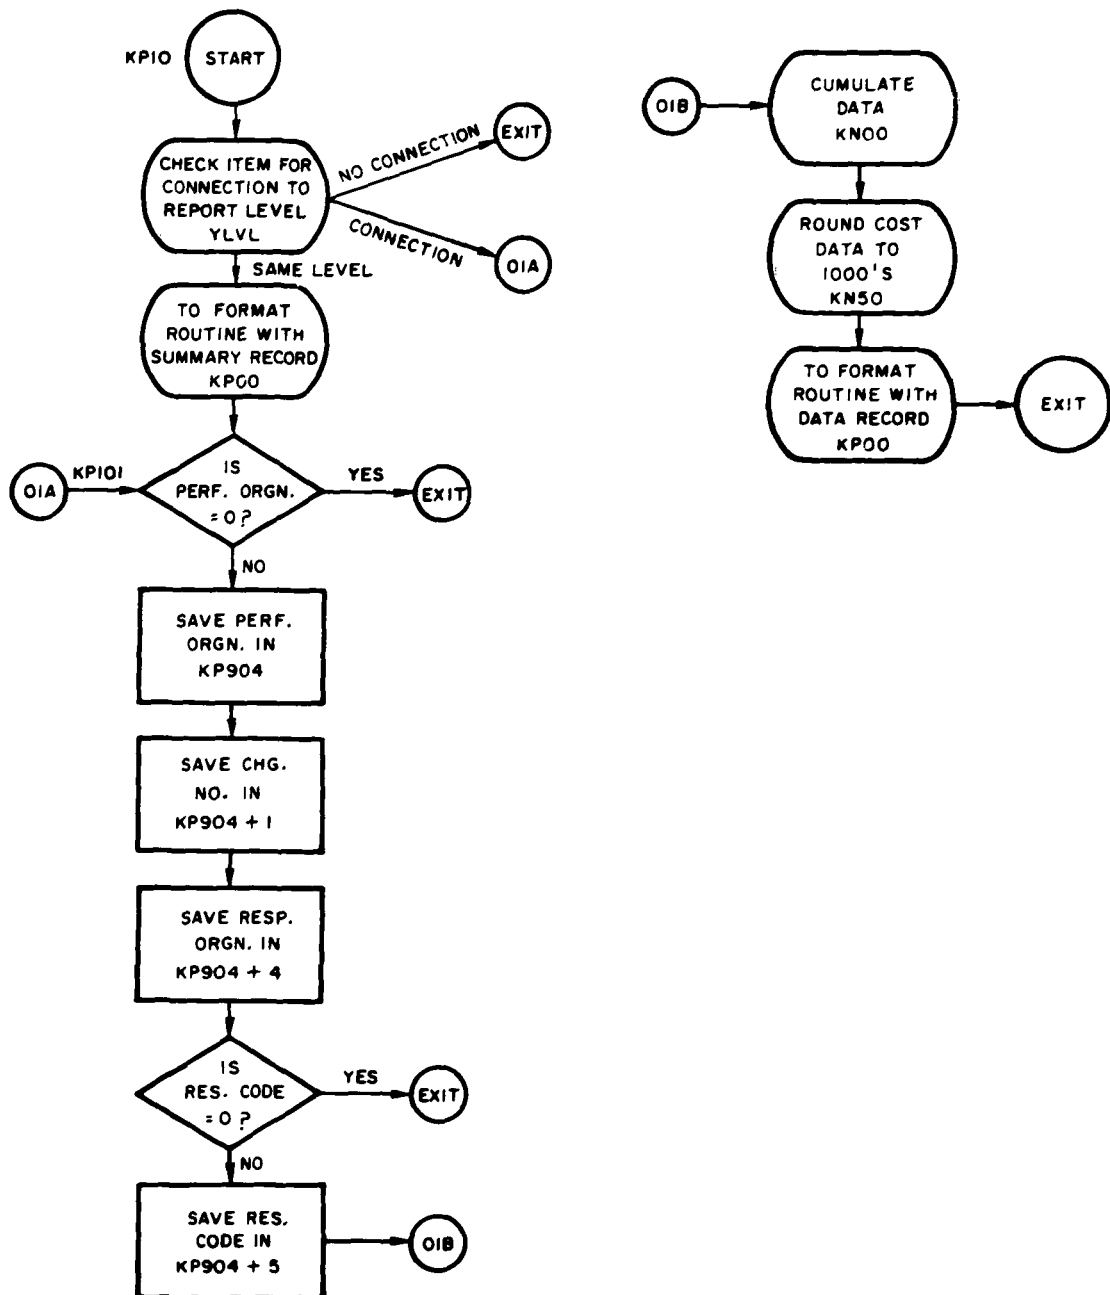 KP10
START
CHECK ITEM FOR
CONNECTION TO
REPORT LEVEL
YLVL
NO CONNECTION
EXIT
CONNECTION
01A
SAME LEVEL
TO FORMAT
ROUTINE WITH
SUMMARY RECORD
KP00
01A
KP101
IS
PERF. ORGN.
=0?
YES
EXIT
NO
SAVE PERF.
ORGN. IN
KP904
SAVE CHG.
NO. IN
KP904 + 1
SAVE RESP.
ORGN. IN
KP904 + 4
IS
RES. CODE
=0?
YES
EXIT
NO
SAVE RES.
CODE IN
KP904 + 5
01B
01B
CUMULATE
DATA
KN00
ROUND COST
DATA TO
1000'S
KN50
TO FORMAT
ROUTINE WITH
DATA RECORD
KP00
EXIT